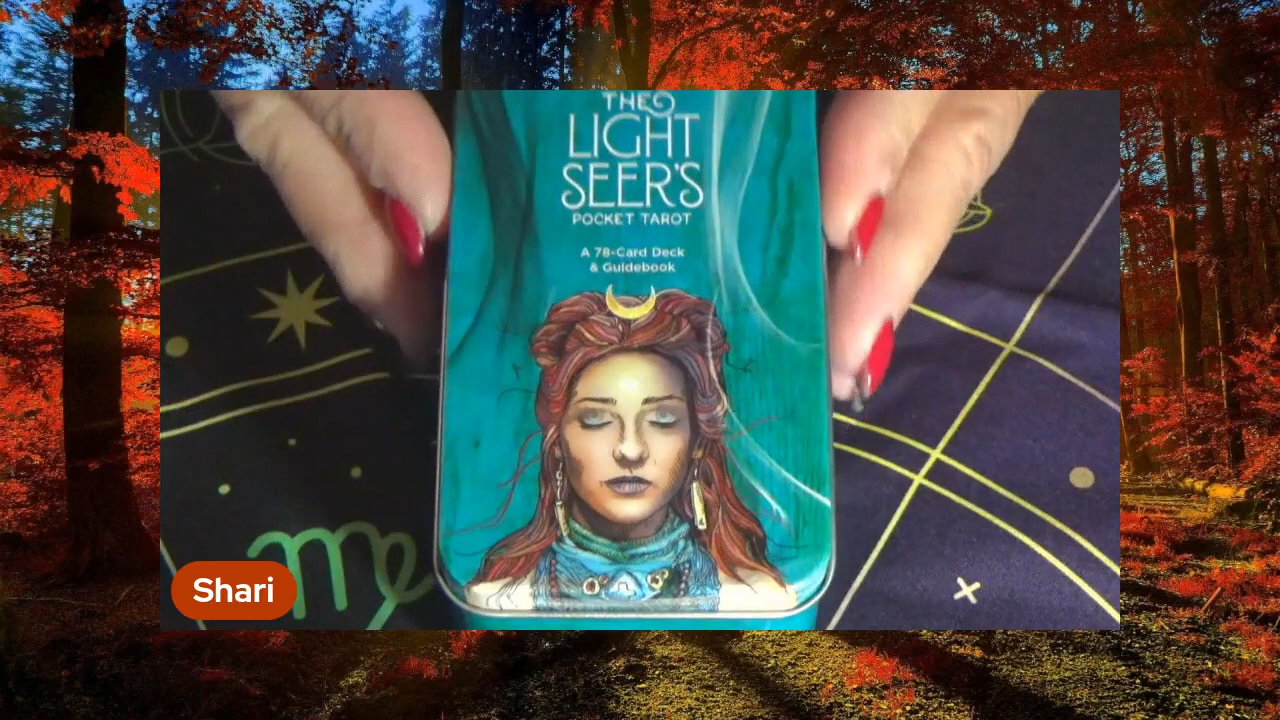 THE
LIGHT
SEER'S
POCKET TAROT
A 78-Card Deck
& Guidebook
Shari